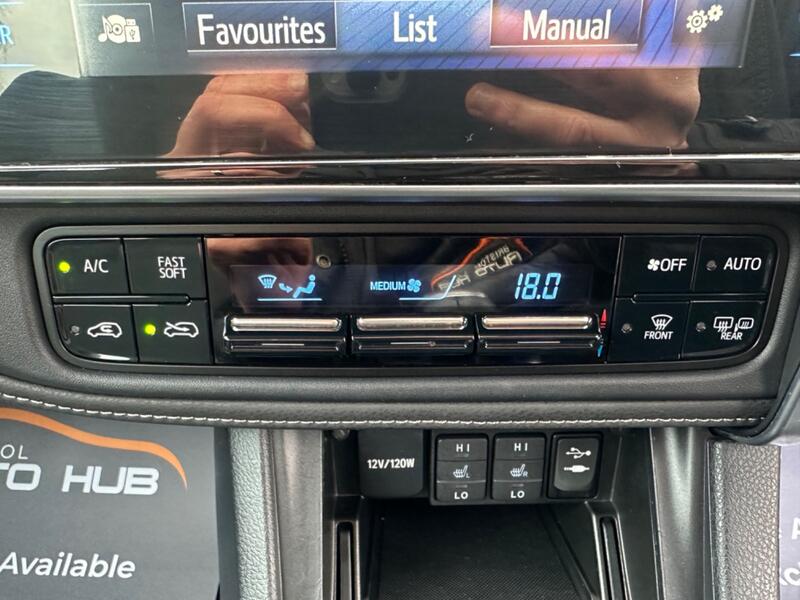 Favourites List Manual
A/C
FAST
SOFT
MEDIUM
18.0
OFF
AUTO
FRONT
REAR
12V/120W
HI
L
LO
HI
R
LO
OL
TO HUB
Available